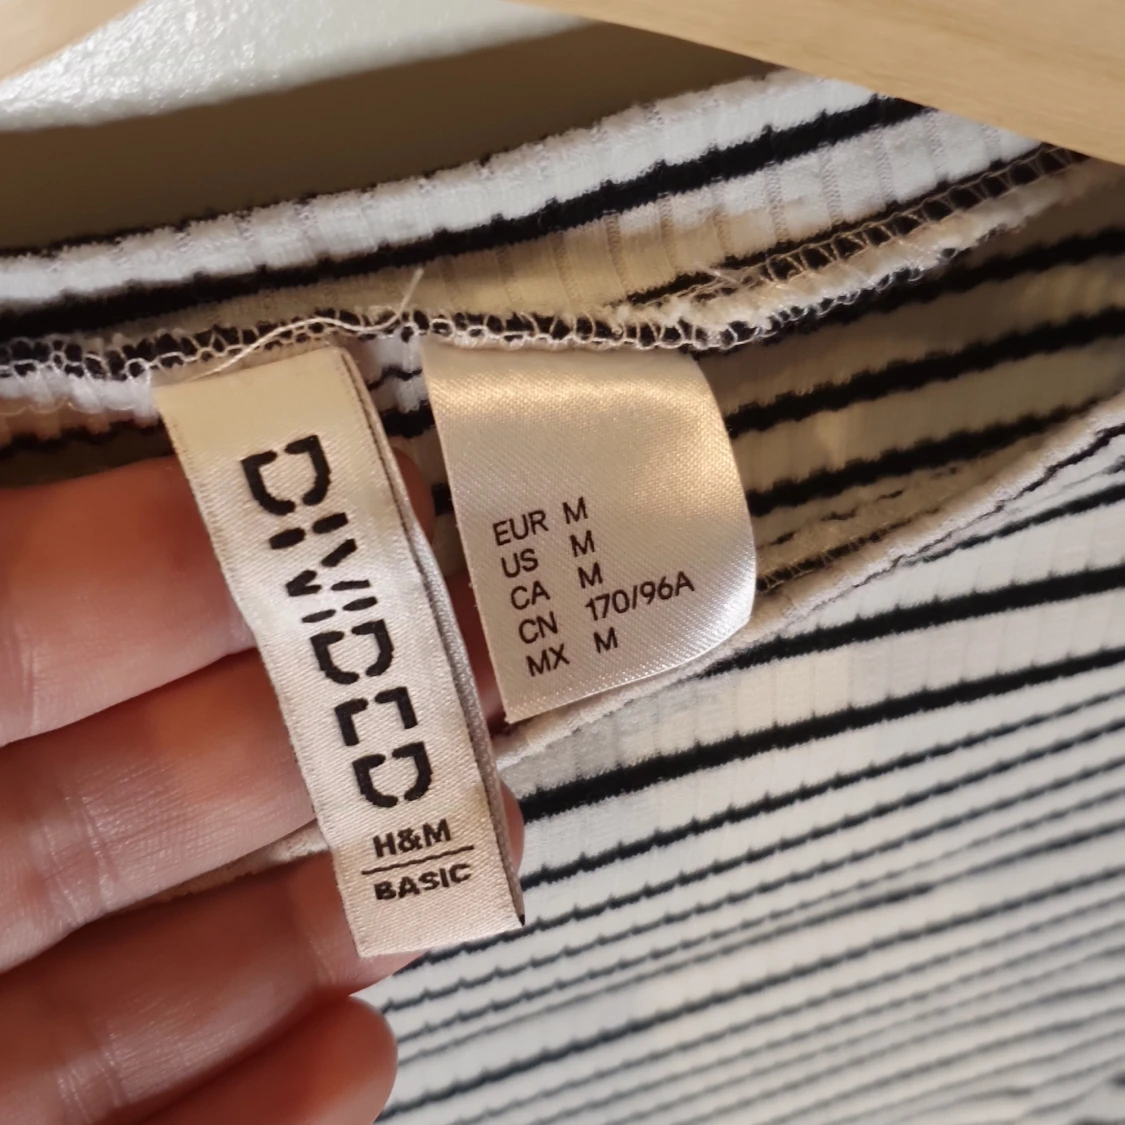 DIVIDED
H&M
BASIC
EUR M
US M
CA M
CN 170/96A
MX M